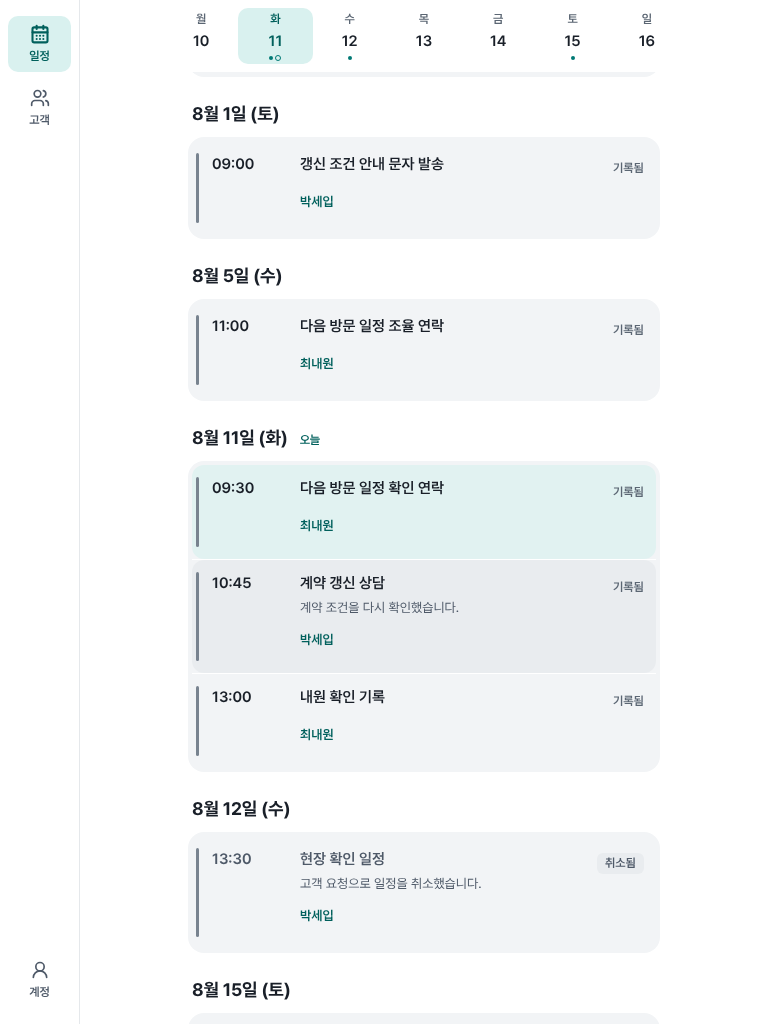 일정
고객
계정
월 화 수 목 금 토 일
10 11 12 13 14 15 16
8월 1일 (토)
09:00 갱신 조건 안내 문자 발송 기록됨
박세입
8월 5일 (수)
11:00 다음 방문 일정 조율 연락 기록됨
최내원
8월 11일 (화) 오늘
09:30 다음 방문 일정 확인 연락 기록됨
최내원
10:45 계약 갱신 상담 기록됨
계약 조건을 다시 확인했습니다.
박세입
13:00 내원 확인 기록 기록됨
최내원
8월 12일 (수)
13:30 현장 확인 일정 취소됨
고객 요청으로 일정을 취소했습니다.
박세입
8월 15일 (토)